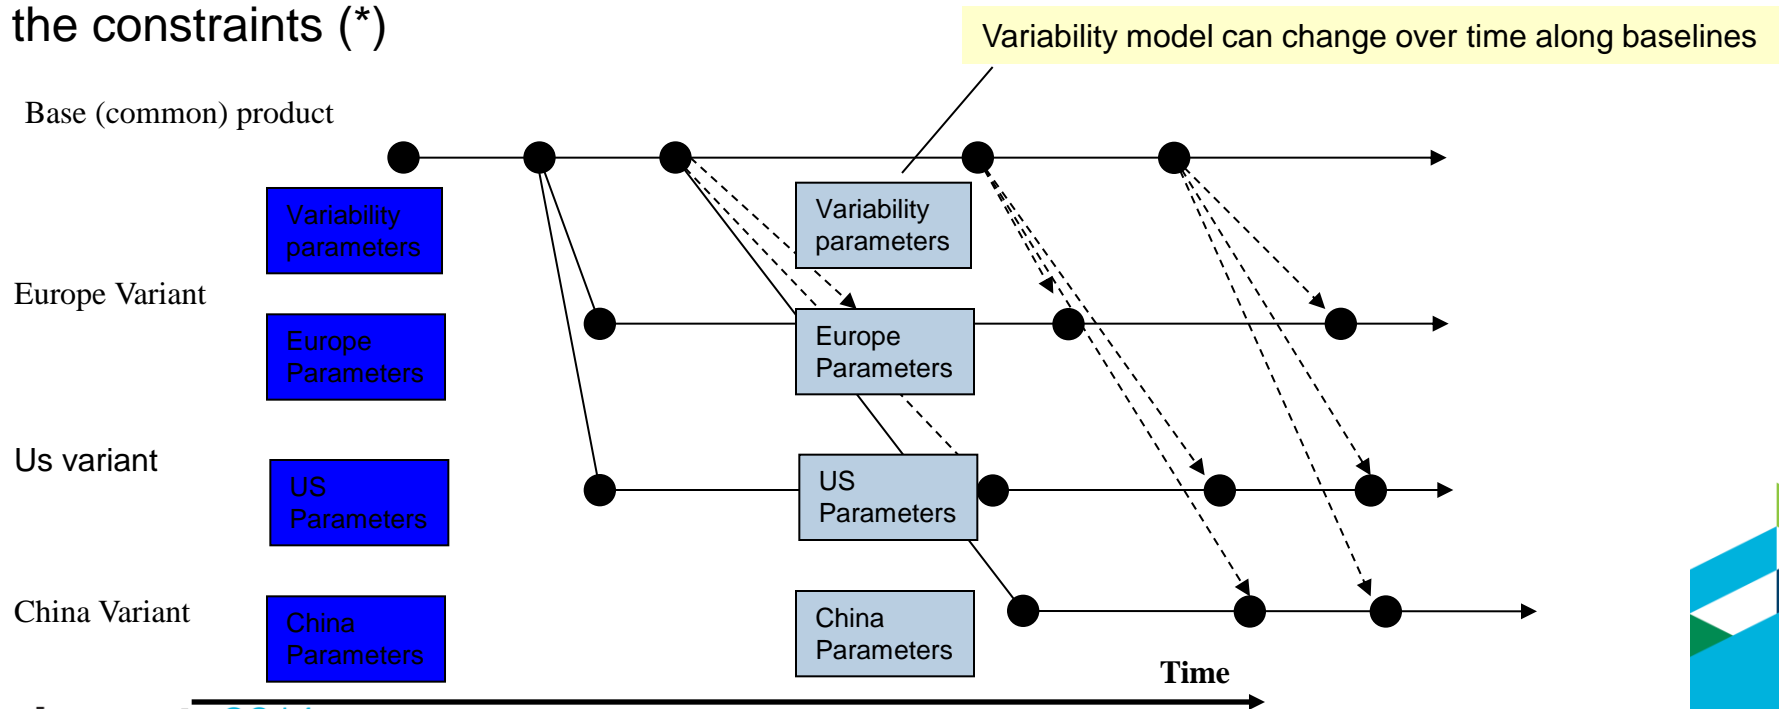 the constraints (*)
Variability model can change over time along baselines
Base (common) product
Variability
parameters
Variability
parameters
Europe Variant
Europe
Parameters
Europe
Parameters
Us variant
US
Parameters
US
Parameters
China Variant
China
Parameters
China
Parameters
Time